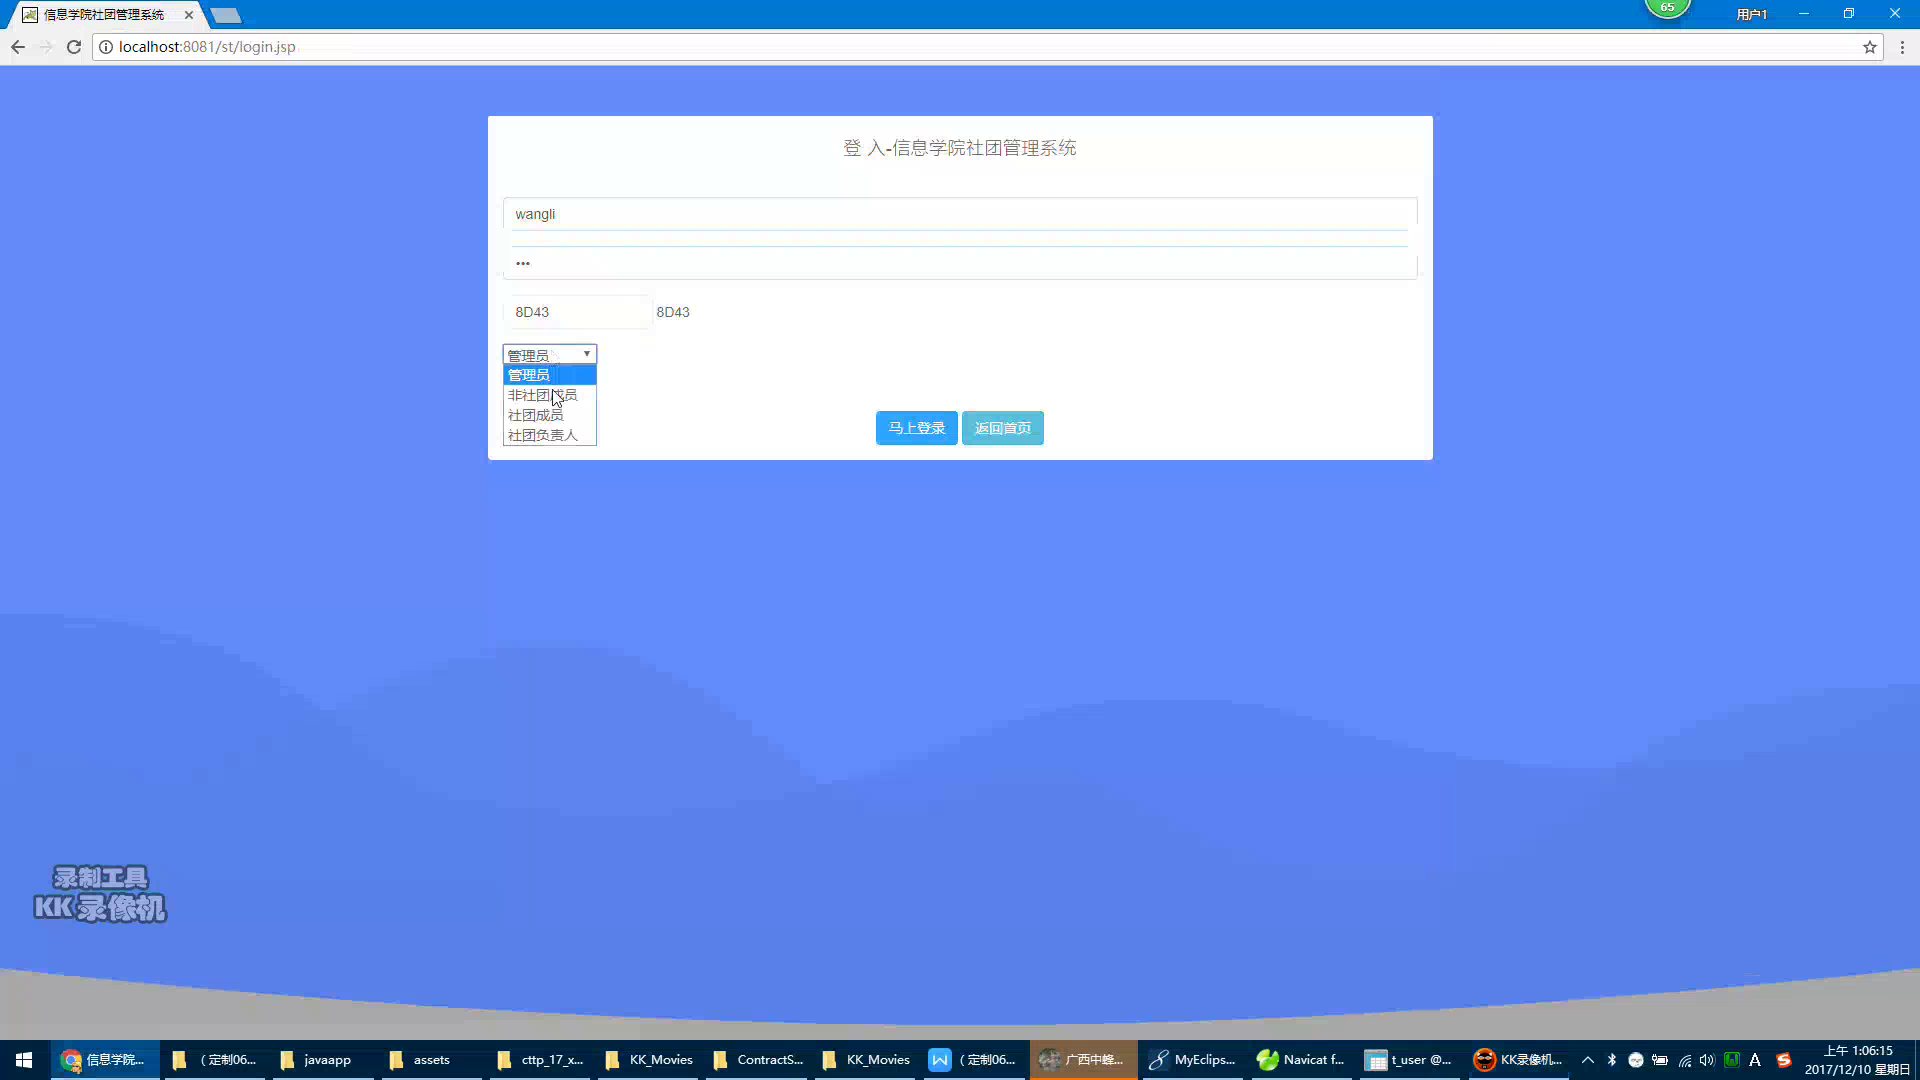 信息学院社团管理系统
65
用户1
localhost:8081/st/login.jsp
登 入-信息学院社团管理系统
wangli
•••
8D43 8D43
管理员
管理员
非社团成员
社团成员
社团负责人
马上登录 返回首页
录制工具
KK 录像机
信息学院... （定制06... javaapp assets cttp_17_x... KK_Movies ContractS... KK_Movies （定制06... 广西中蜂... MyEclips... Navicat f... t_user @... KK录像机... A
上午 1:06:15
2017/12/10 星期日